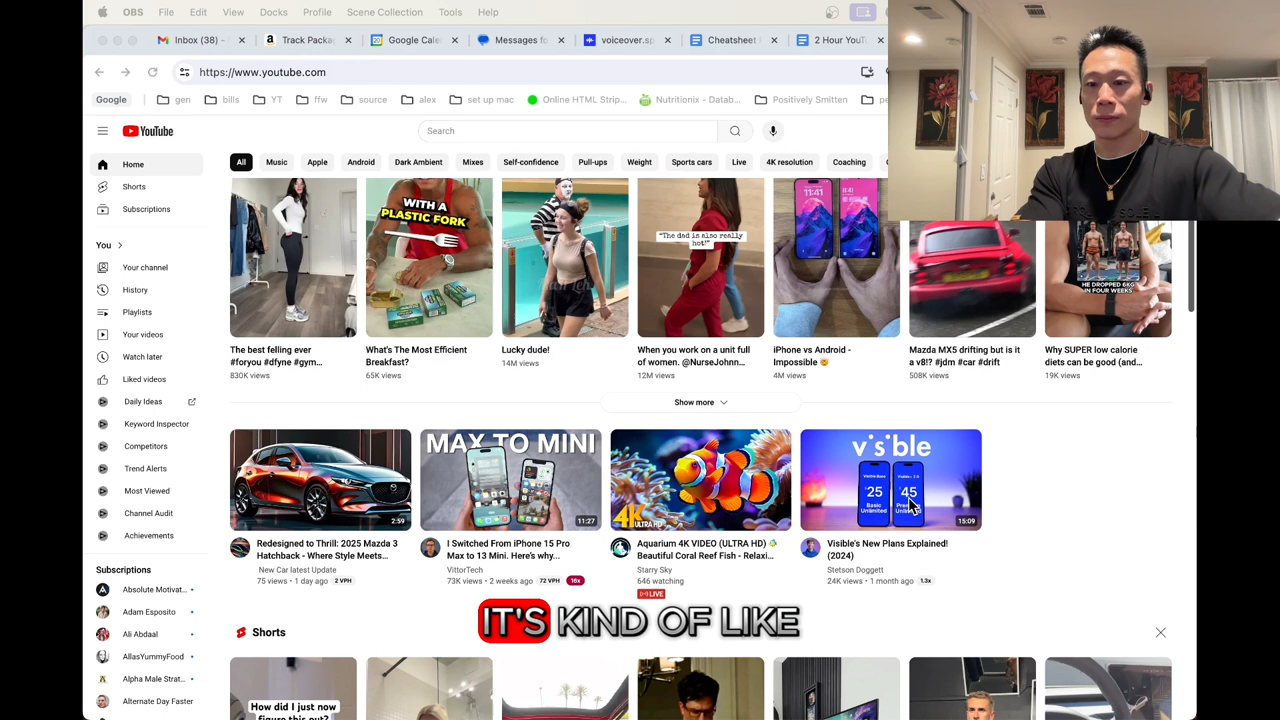 OBS File Edit View Docks Profile Scene Collection Tools Help
Inbox (38) -
Track Packa
Google Cale
Messages fo
voiceover.sp
Cheatsheet
2 Hour YouT
https://www.youtube.com
Google gen bills YT ffw source alex set up mac Online HTML Strip... Nutritionix - Datab... Positively Smitten
YouTube
Search
Home
Shorts
Subscriptions
You
Your channel
History
Playlists
Your videos
Watch later
Liked videos
Daily Ideas
Keyword Inspector
Competitors
Trend Alerts
Most Viewed
Channel Audit
Achievements
Subscriptions
Absolute Motivat...
Adam Esposito
Ali Abdaal
AllasYummyFood
Alpha Male Strat...
Alternate Day Faster
All Music Apple Android Dark Ambient Mixes Self-confidence Pull-ups Weight Sports cars Live 4K resolution Coaching
WITH A
PLASTIC FORK
"The dad is also really
hot!"
11:41
11:41
HE DROPPED 6KG
IN FOUR WEEKS
The best felling ever
#foryou #dfyne #gym...
830K views
What's The Most Efficient
Breakfast?
65K views
Lucky dude!
14M views
When you work on a unit full
of women. @NurseJohnn...
12M views
iPhone vs Android -
Impossible 🤯
4M views
Mazda MX5 drifting but is it
a v8!? #jdm #car #drift
508K views
Why SUPER low calorie
diets can be good (and...
19K views
Show more
2:59
MAX TO MINI
11:27
4K
ULTRA HD
visible
$25
Basic
Unlimited
$45
15:09
Redesigned to Thrill: 2025 Mazda 3
Hatchback - Where Style Meets...
New Car latest Update
75 views • 1 day ago 2 VPH
I Switched From iPhone 15 Pro
Max to 13 Mini. Here's why...
VittorTech
73K views • 2 weeks ago 72 VPH 16x
Aquarium 4K VIDEO (ULTRA HD) 🐠
Beautiful Coral Reef Fish - Relaxi...
Starry Sky
646 watching
LIVE
Visible's New Plans Explained!
(2024)
Stetson Doggett
24K views • 1 month ago 1.3x
IT'S KIND OF LIKE
Shorts
How did I just now
figure this out?